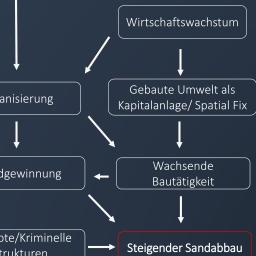 Wirtschaftswachstum
Gebaute Umwelt als
Kapitalanlage/ Spatial Fix
anisierung
Wachsende
Bautätigkeit
dgewinnung
ote/Kriminelle
trukturen
Steigender Sandabbau